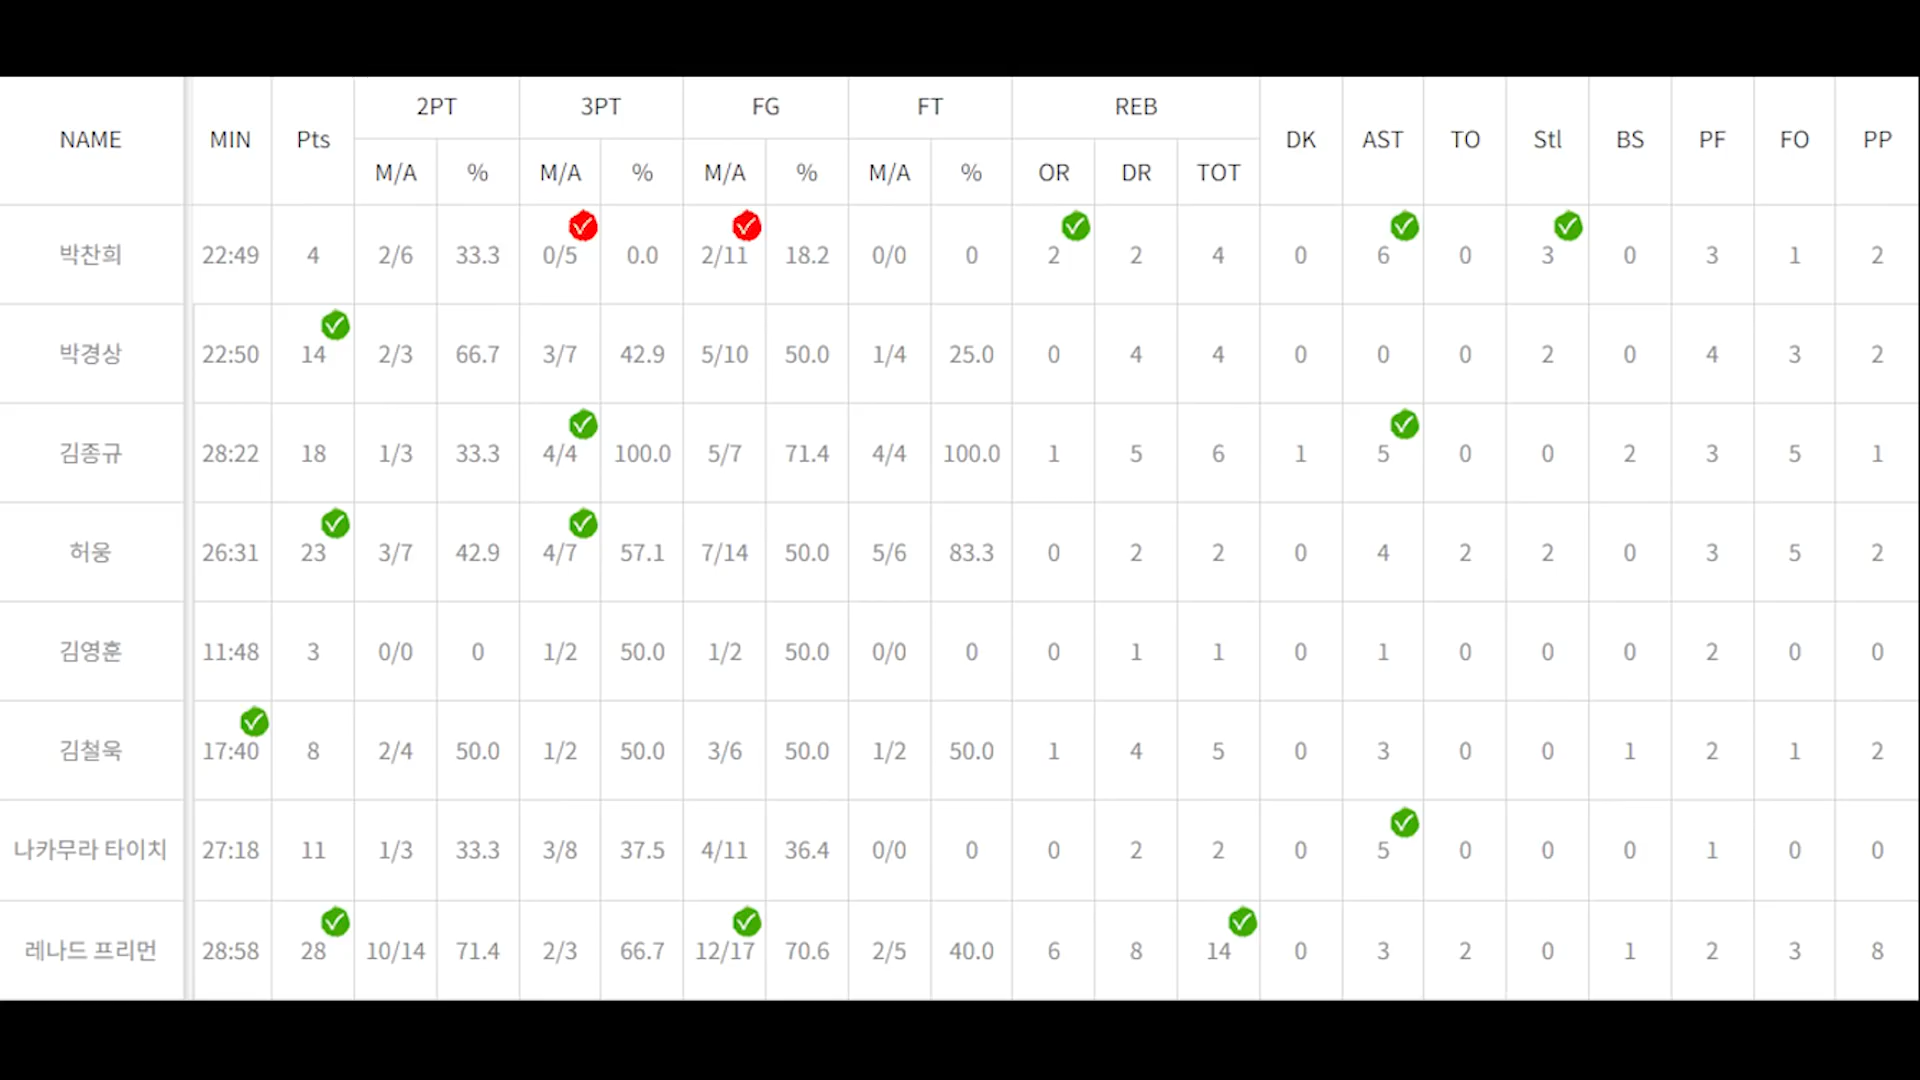 NAME MIN Pts 2PT 3PT FG FT REB DK AST TO Stl BS PF FO PP
M/A % M/A % M/A % M/A % OR DR TOT
박찬희 22:49 4 2/6 33.3 0/5 0.0 2/11 18.2 0/0 0 2 2 4 0 6 0 3 0 3 1 2
박경상 22:50 14 2/3 66.7 3/7 42.9 5/10 50.0 1/4 25.0 0 4 4 0 0 0 2 0 4 3 2
김종규 28:22 18 1/3 33.3 4/4 100.0 5/7 71.4 4/4 100.0 1 5 6 1 5 0 0 2 3 5 1
허웅 26:31 23 3/7 42.9 4/7 57.1 7/14 50.0 5/6 83.3 0 2 2 0 4 2 2 0 3 5 2
김영훈 11:48 3 0/0 0 1/2 50.0 1/2 50.0 0/0 0 0 1 1 0 1 0 0 0 2 0 0
김철욱 17:40 8 2/4 50.0 1/2 50.0 3/6 50.0 1/2 50.0 1 4 5 0 3 0 0 1 2 1 2
나카무라 타이치 27:18 11 1/3 33.3 3/8 37.5 4/11 36.4 0/0 0 0 2 2 0 5 0 0 0 1 0 0
레나드 프리먼 28:58 28 10/14 71.4 2/3 66.7 12/17 70.6 2/5 40.0 6 8 14 0 3 2 0 1 2 3 8